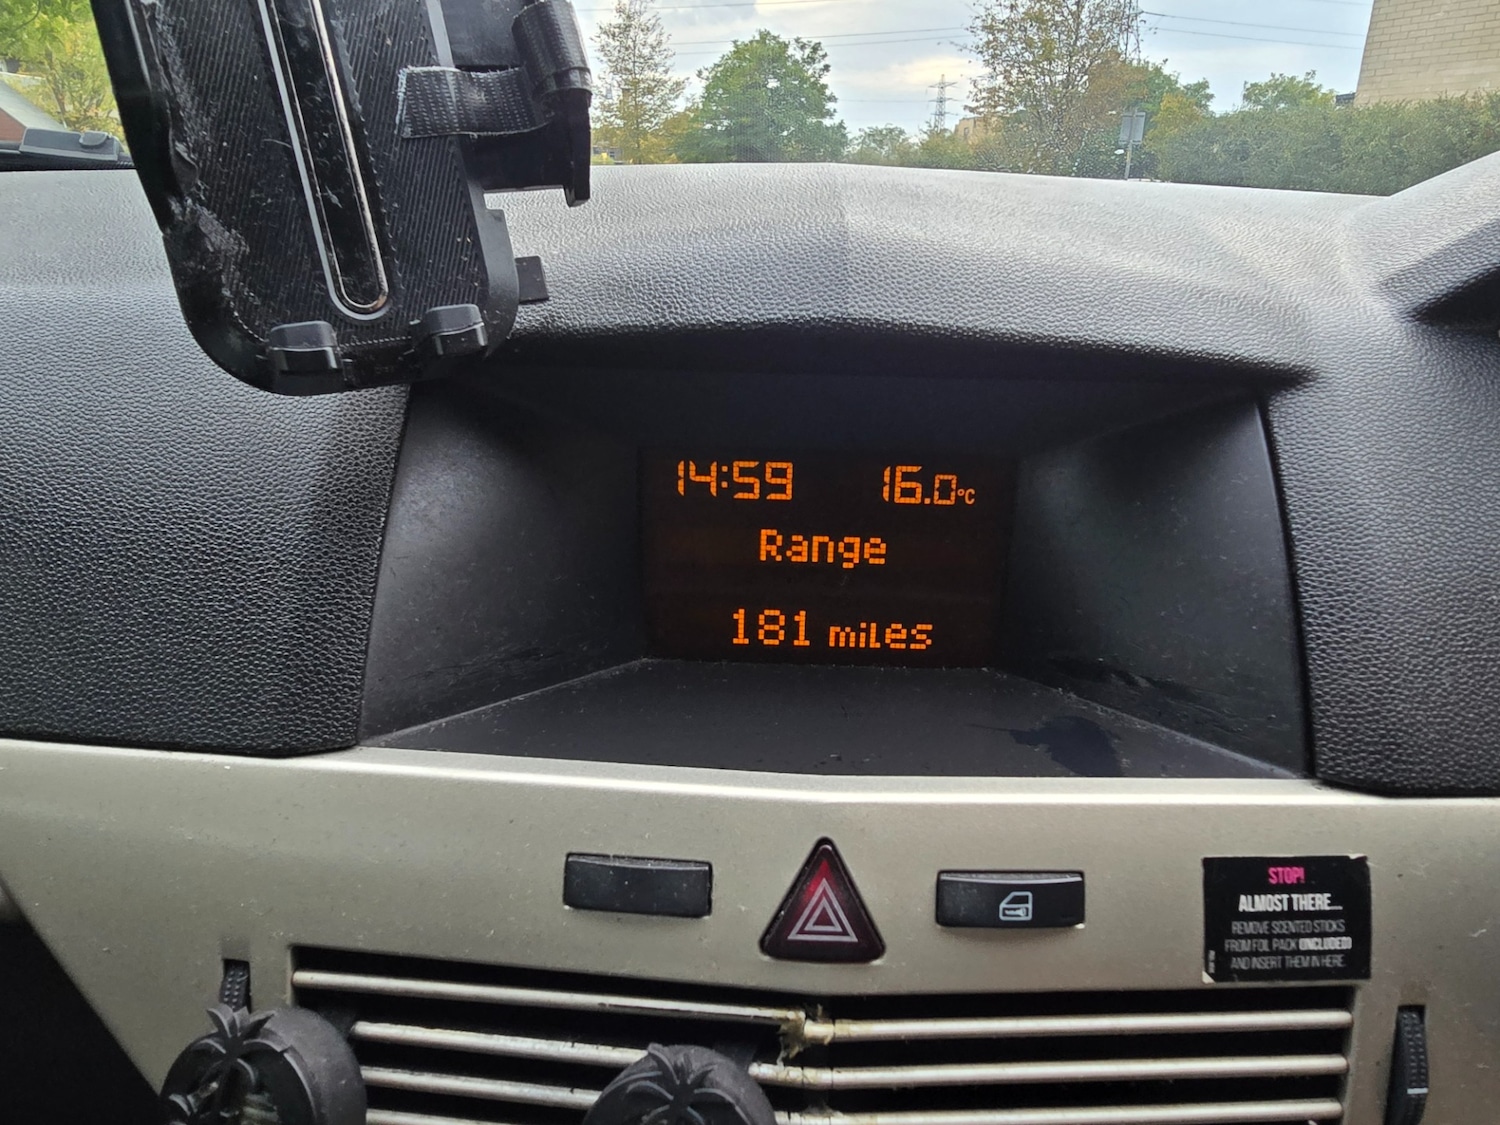 14:59 16.0°C
Range
181 miles
STOP!
ALMOST THERE...
REMOVE SCENTED STICKS
FROM FOIL PACK (INCLUDED)
AND INSERT THEM IN HERE.